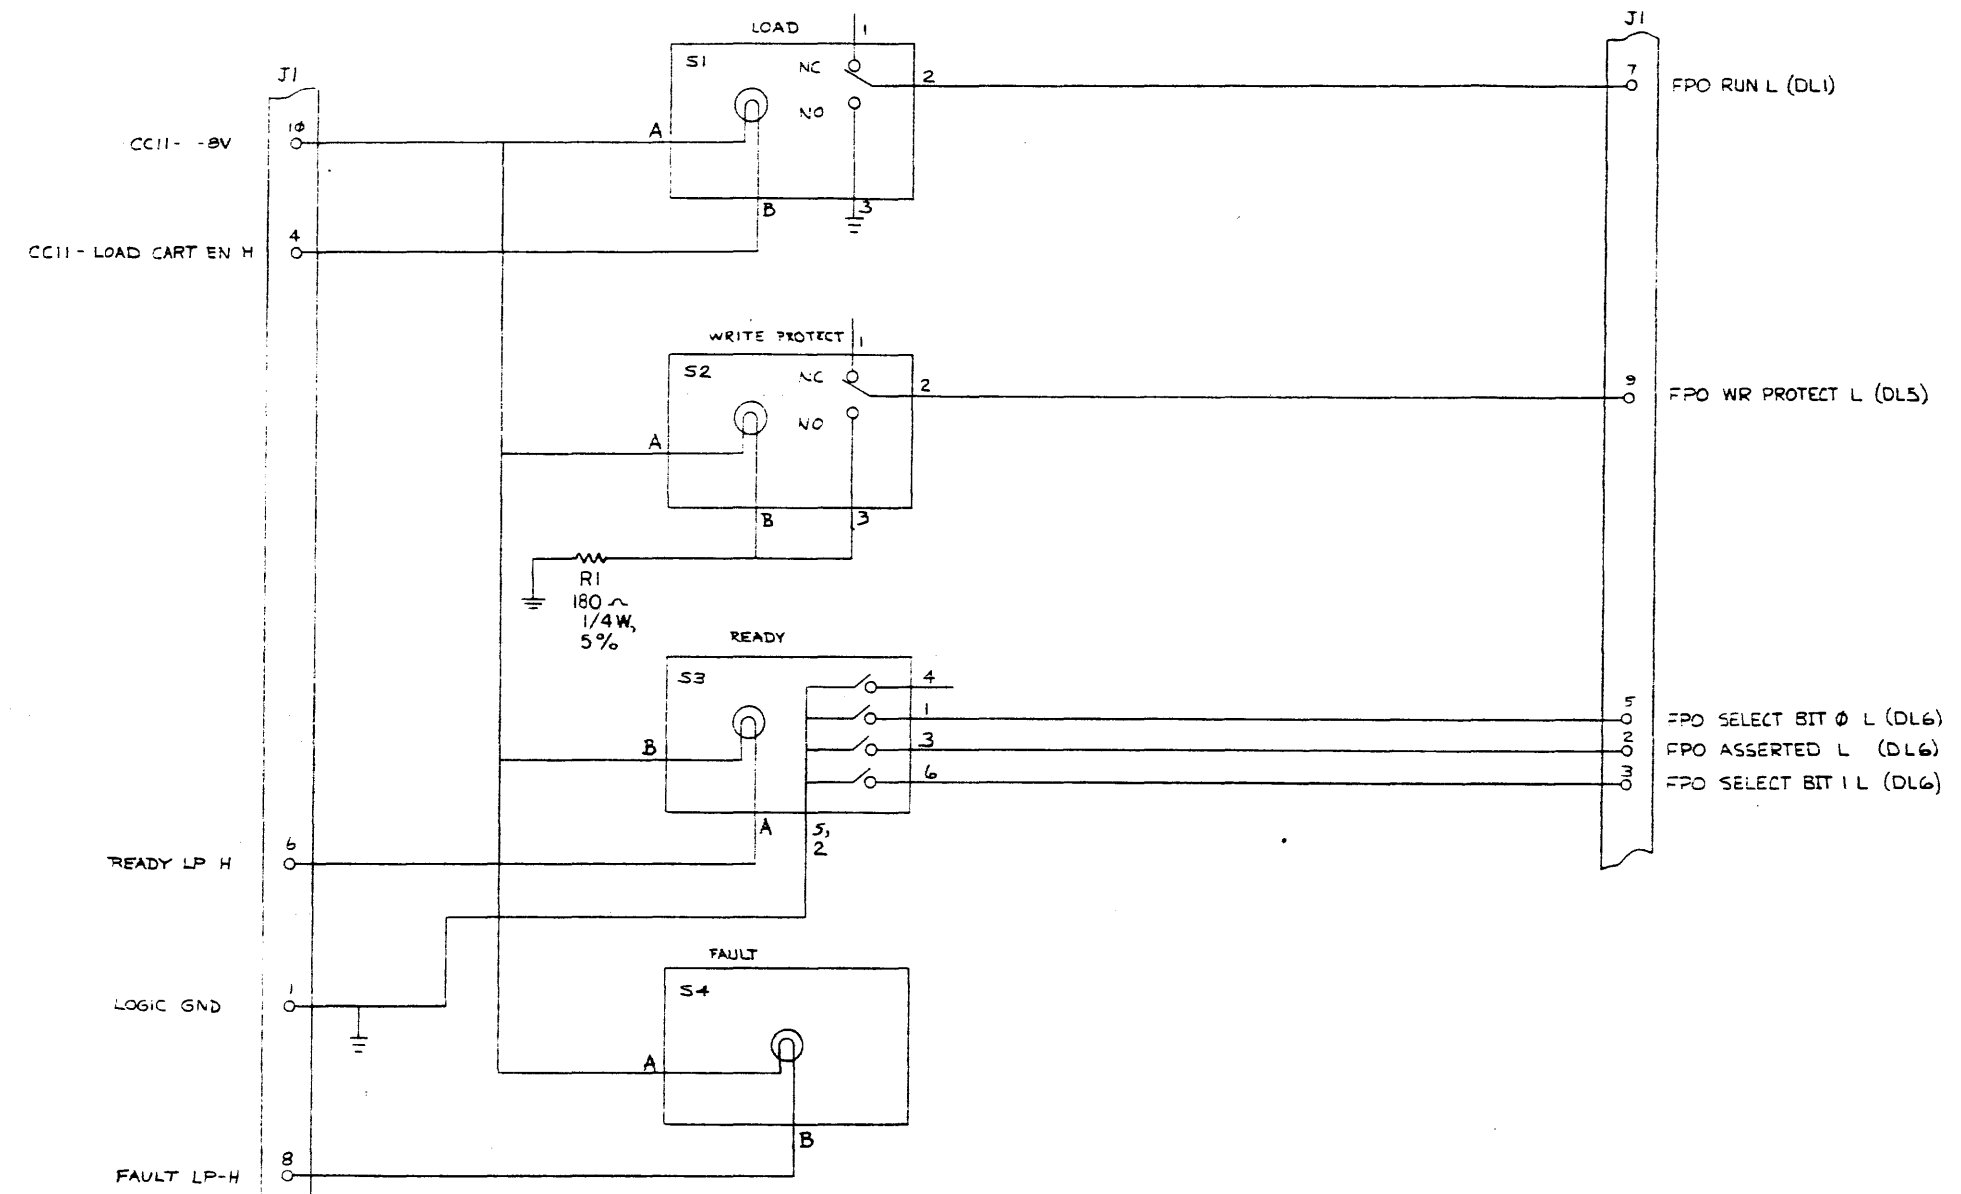 J1
10
CC11- -8V
4
CC11-LOAD CART EN H
LOAD
1
S1
NC
NO
2
A
B
3
J1
7
FPO RUN L (DL1)
WRITE PROTECT
1
S2
NC
NO
2
A
B
3
9
FPO WR PROTECT L (DL5)
R1
180 Ω
1/4W,
5%
READY
S3
4
1
3
6
B
A
5,
2
5
FPO SELECT BIT 0 L (DL6)
2
FPO ASSERTED L (DL6)
3
FPO SELECT BIT 1 L (DL6)
6
READY LP H
1
LOGIC GND
FAULT
S4
A
B
8
FAULT LP-H